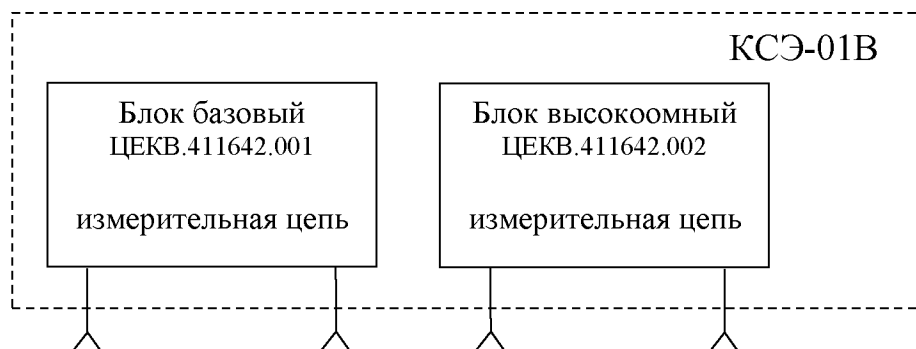 КСЭ-01В
Блок базовый
ЦЕКВ.411642.001
измерительная цепь
Блок высокоомный
ЦЕКВ.411642.002
измерительная цепь